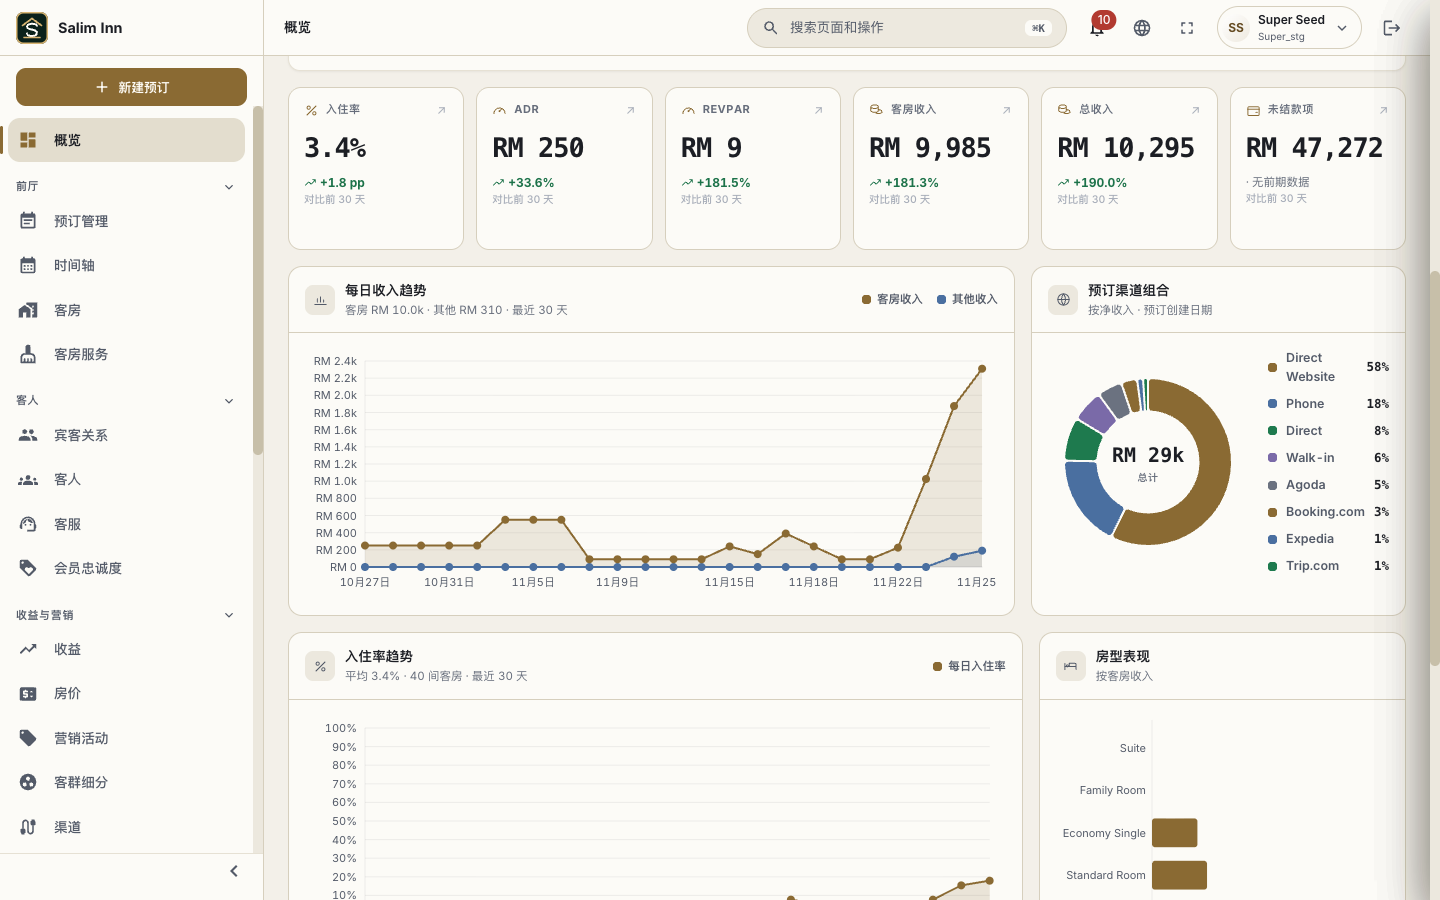 Salim Inn
概览
搜索页面和操作
⌘K
10
SS
Super Seed
Super_stg
新建预订
概览
前厅
预订管理
时间轴
客房
客房服务
客人
宾客关系
客人
客服
会员忠诚度
收益与营销
收益
房价
营销活动
客群细分
渠道
入住率
3.4%
+1.8 pp
对比前 30 天
ADR
RM 250
+33.6%
对比前 30 天
REVPAR
RM 9
+181.5%
对比前 30 天
客房收入
RM 9,985
+181.3%
对比前 30 天
总收入
RM 10,295
+190.0%
对比前 30 天
未结款项
RM 47,272
· 无前期数据
对比前 30 天
每日收入趋势
客房 RM 10.0k · 其他 RM 310 · 最近 30 天
客房收入
其他收入
RM 2.4k
RM 2.2k
RM 2.0k
RM 1.8k
RM 1.6k
RM 1.4k
RM 1.2k
RM 1.0k
RM 800
RM 600
RM 400
RM 200
RM 0
10月27日 10月31日 11月5日 11月9日 11月15日 11月18日 11月22日 11月25
预订渠道组合
按净收入 · 预订创建日期
RM 29k
总计
Direct
Website 58%
Phone 18%
Direct 8%
Walk-in 6%
Agoda 5%
Booking.com 3%
Expedia 1%
Trip.com 1%
入住率趋势
平均 3.4% · 40 间客房 · 最近 30 天
每日入住率
100%
90%
80%
70%
60%
50%
40%
30%
20%
10%
房型表现
按客房收入
Suite
Family Room
Economy Single
Standard Room